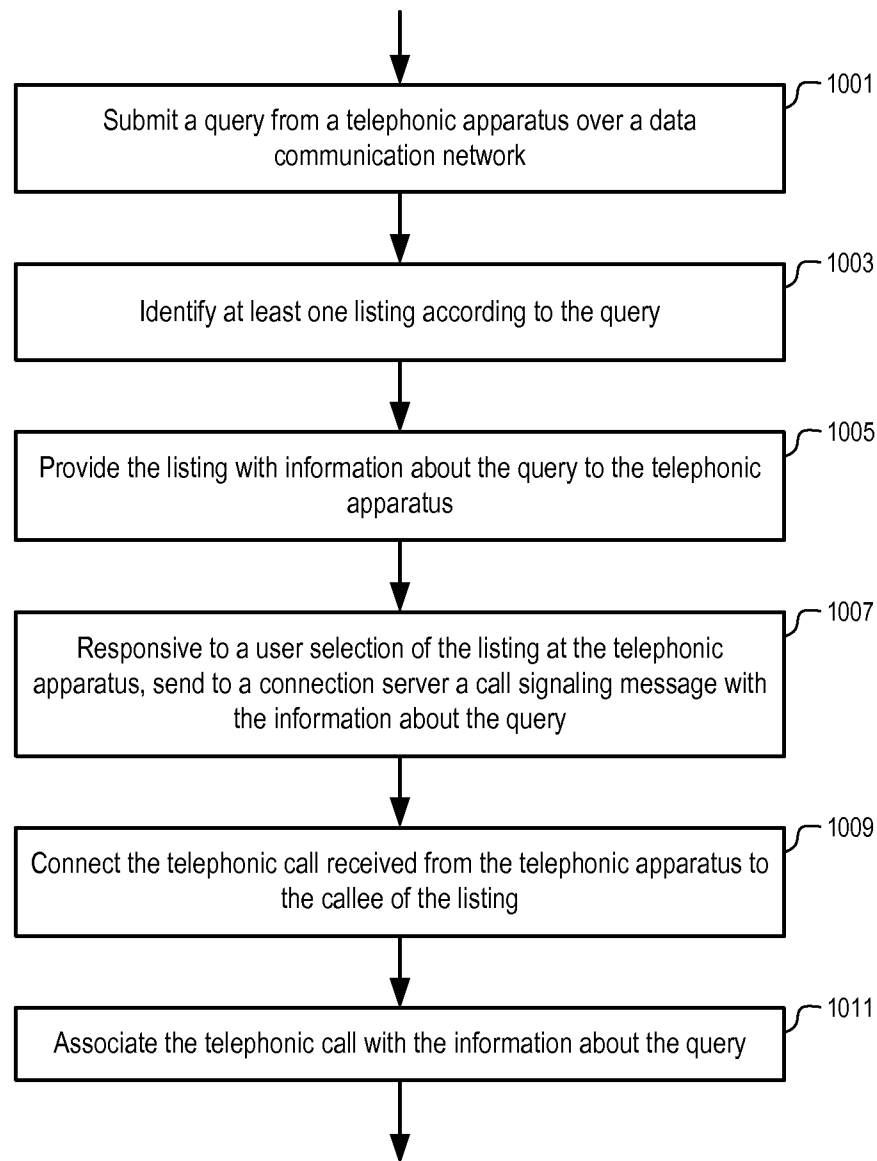 1001
Submit a query from a telephonic apparatus over a data
communication network
1003
Identify at least one listing according to the query
1005
Provide the listing with information about the query to the telephonic
apparatus
1007
Responsive to a user selection of the listing at the telephonic
apparatus, send to a connection server a call signaling message with
the information about the query
1009
Connect the telephonic call received from the telephonic apparatus to
the callee of the listing
1011
Associate the telephonic call with the information about the query